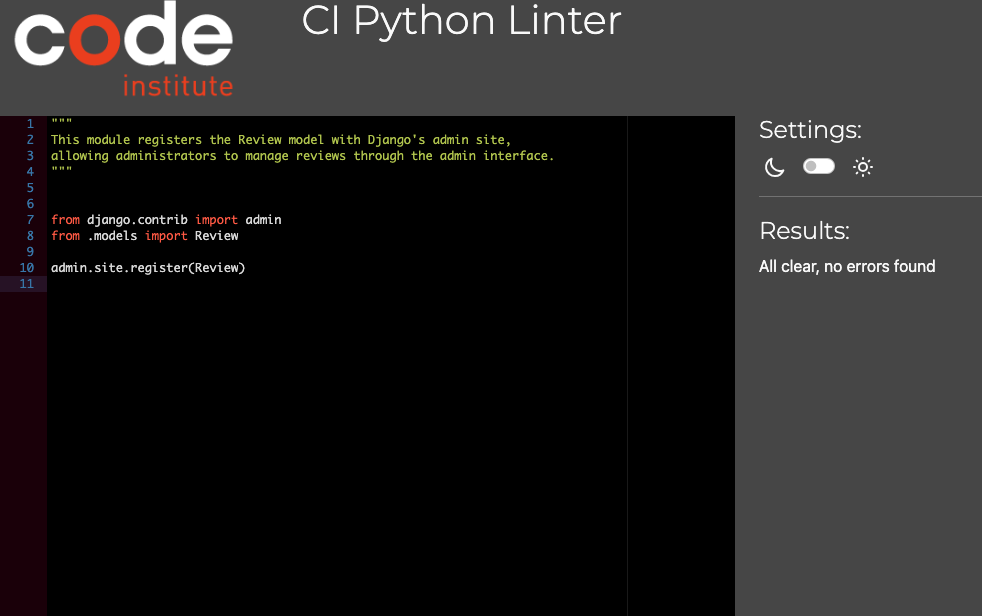 code
institute
CI Python Linter
1 """
2 This module registers the Review model with Django's admin site,
3 allowing administrators to manage reviews through the admin interface.
4 """
5
6
7 from django.contrib import admin
8 from .models import Review
9
10 admin.site.register(Review)
11
Settings:
Results:
All clear, no errors found